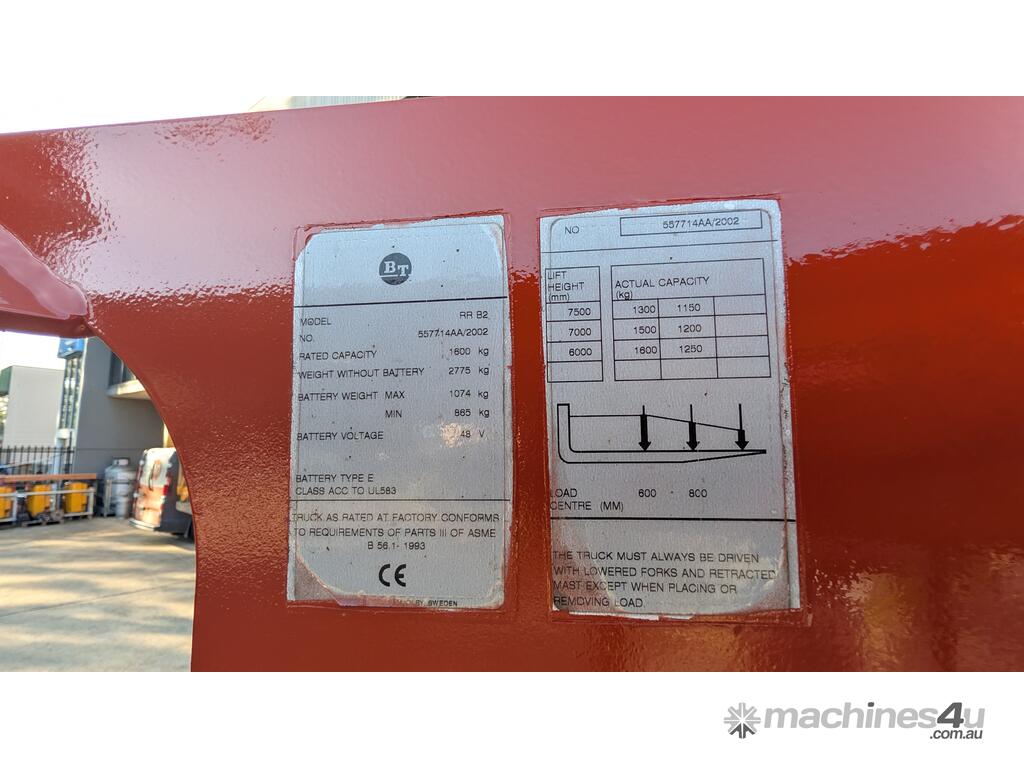 BT
MODEL RR B2
NO. 557714AA/2002
RATED CAPACITY 1600 kg
WEIGHT WITHOUT BATTERY 2775 kg
BATTERY WEIGHT MAX 1074 kg
MIN 865 kg
BATTERY VOLTAGE 48 V
BATTERY TYPE E
CLASS ACC TO UL583
TRUCK AS RATED AT FACTORY CONFORMS
TO REQUIREMENTS OF PARTS III OF ASME
B 56.1- 1993
CE
SWEDEN
NO 557714AA/2002
LIFT HEIGHT (mm) ACTUAL CAPACITY (kg)
7500 1300 1150
7000 1500 1200
6000 1600 1250
LOAD CENTRE (MM) 600 - 800
THE TRUCK MUST ALWAYS BE DRIVEN
WITH LOWERED FORKS AND RETRACTED
MAST EXCEPT WHEN PLACING OR
REMOVING LOAD.
machines4u
.com.au